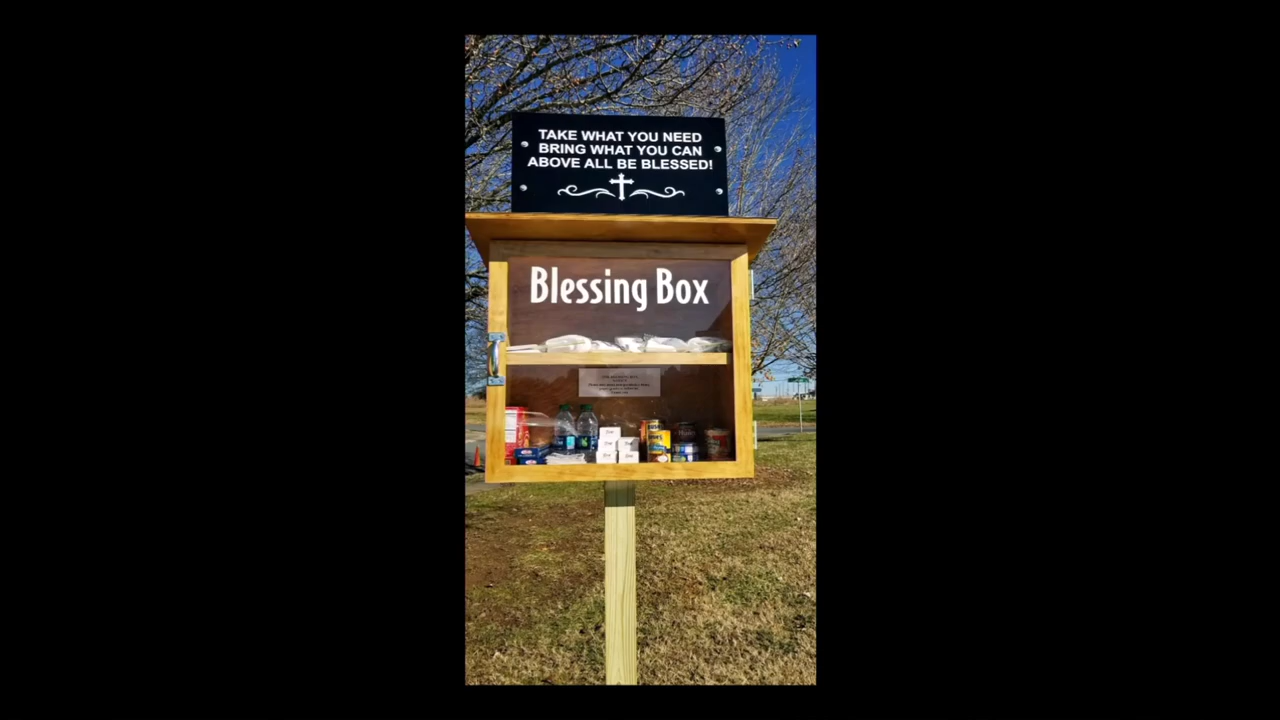 TAKE WHAT YOU NEED
BRING WHAT YOU CAN
ABOVE ALL BE BLESSED!
Blessing Box